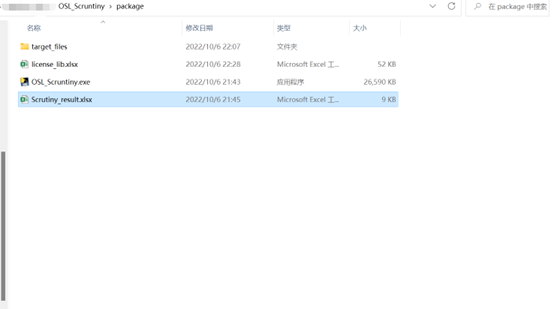 OSL_Scruntiny › package 在 package 中搜索
名称 修改日期 类型 大小
target_files 2022/10/6 22:07 文件夹
license_lib.xlsx 2022/10/6 22:28 Microsoft Excel 工... 52 KB
OSL_Scruntiny.exe 2022/10/6 21:43 应用程序 26,590 KB
Scrutiny_result.xlsx 2022/10/6 21:45 Microsoft Excel 工... 9 KB